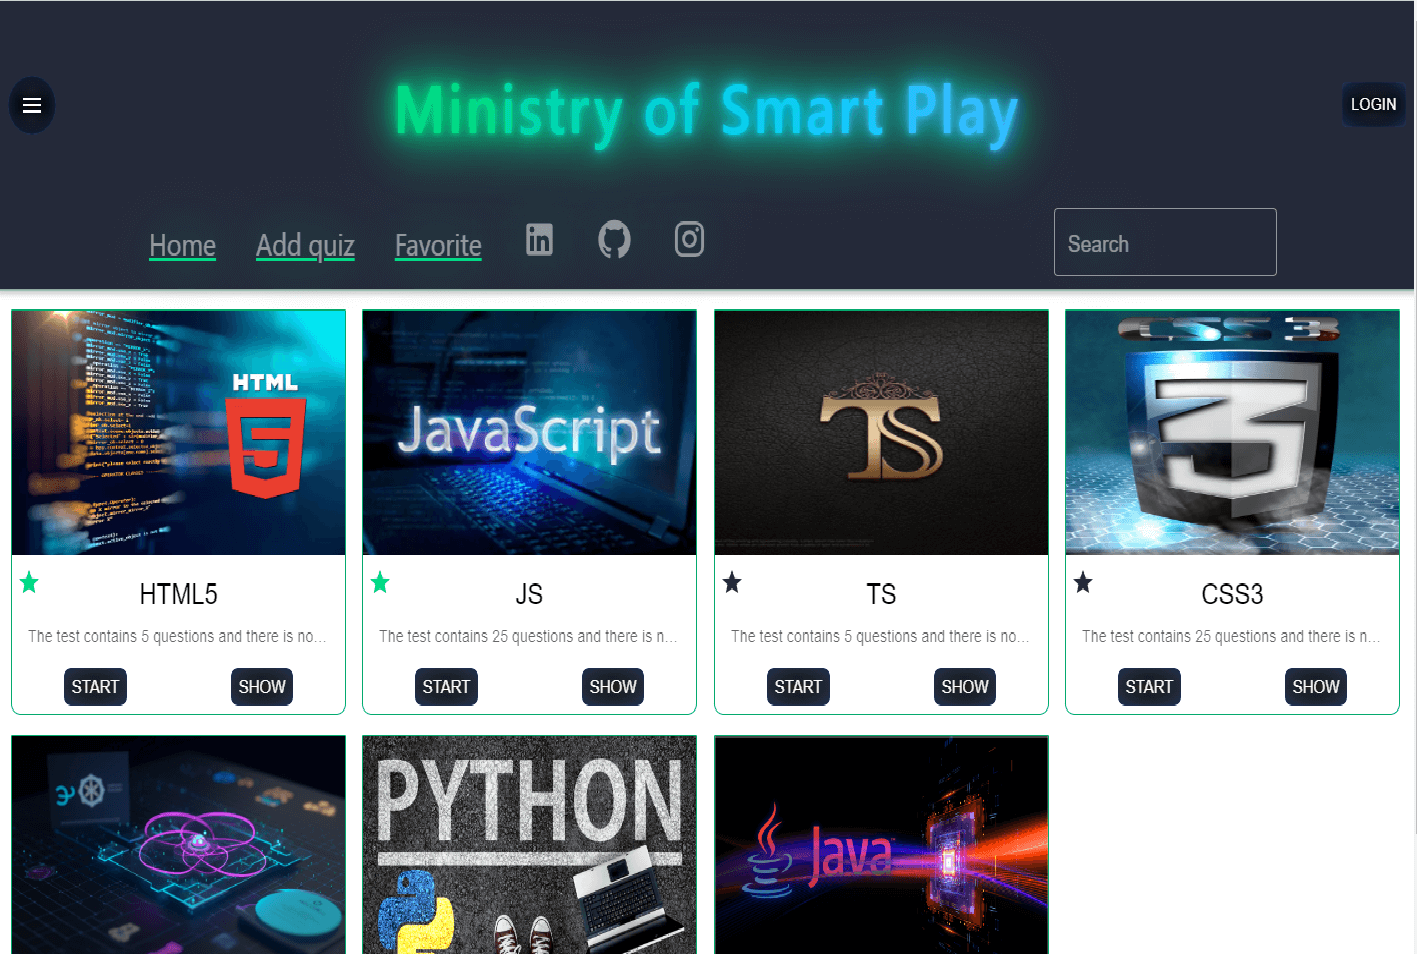 Ministry of Smart Play
LOGIN
Home Add quiz Favorite
Search
HTML
JavaScript
TS
CSS 3
3
HTML5
The test contains 5 questions and there is no...
START SHOW
JS
The test contains 25 questions and there is n...
START SHOW
TS
The test contains 5 questions and there is no...
START SHOW
CSS3
The test contains 25 questions and there is n...
START SHOW
PYTHON
Java